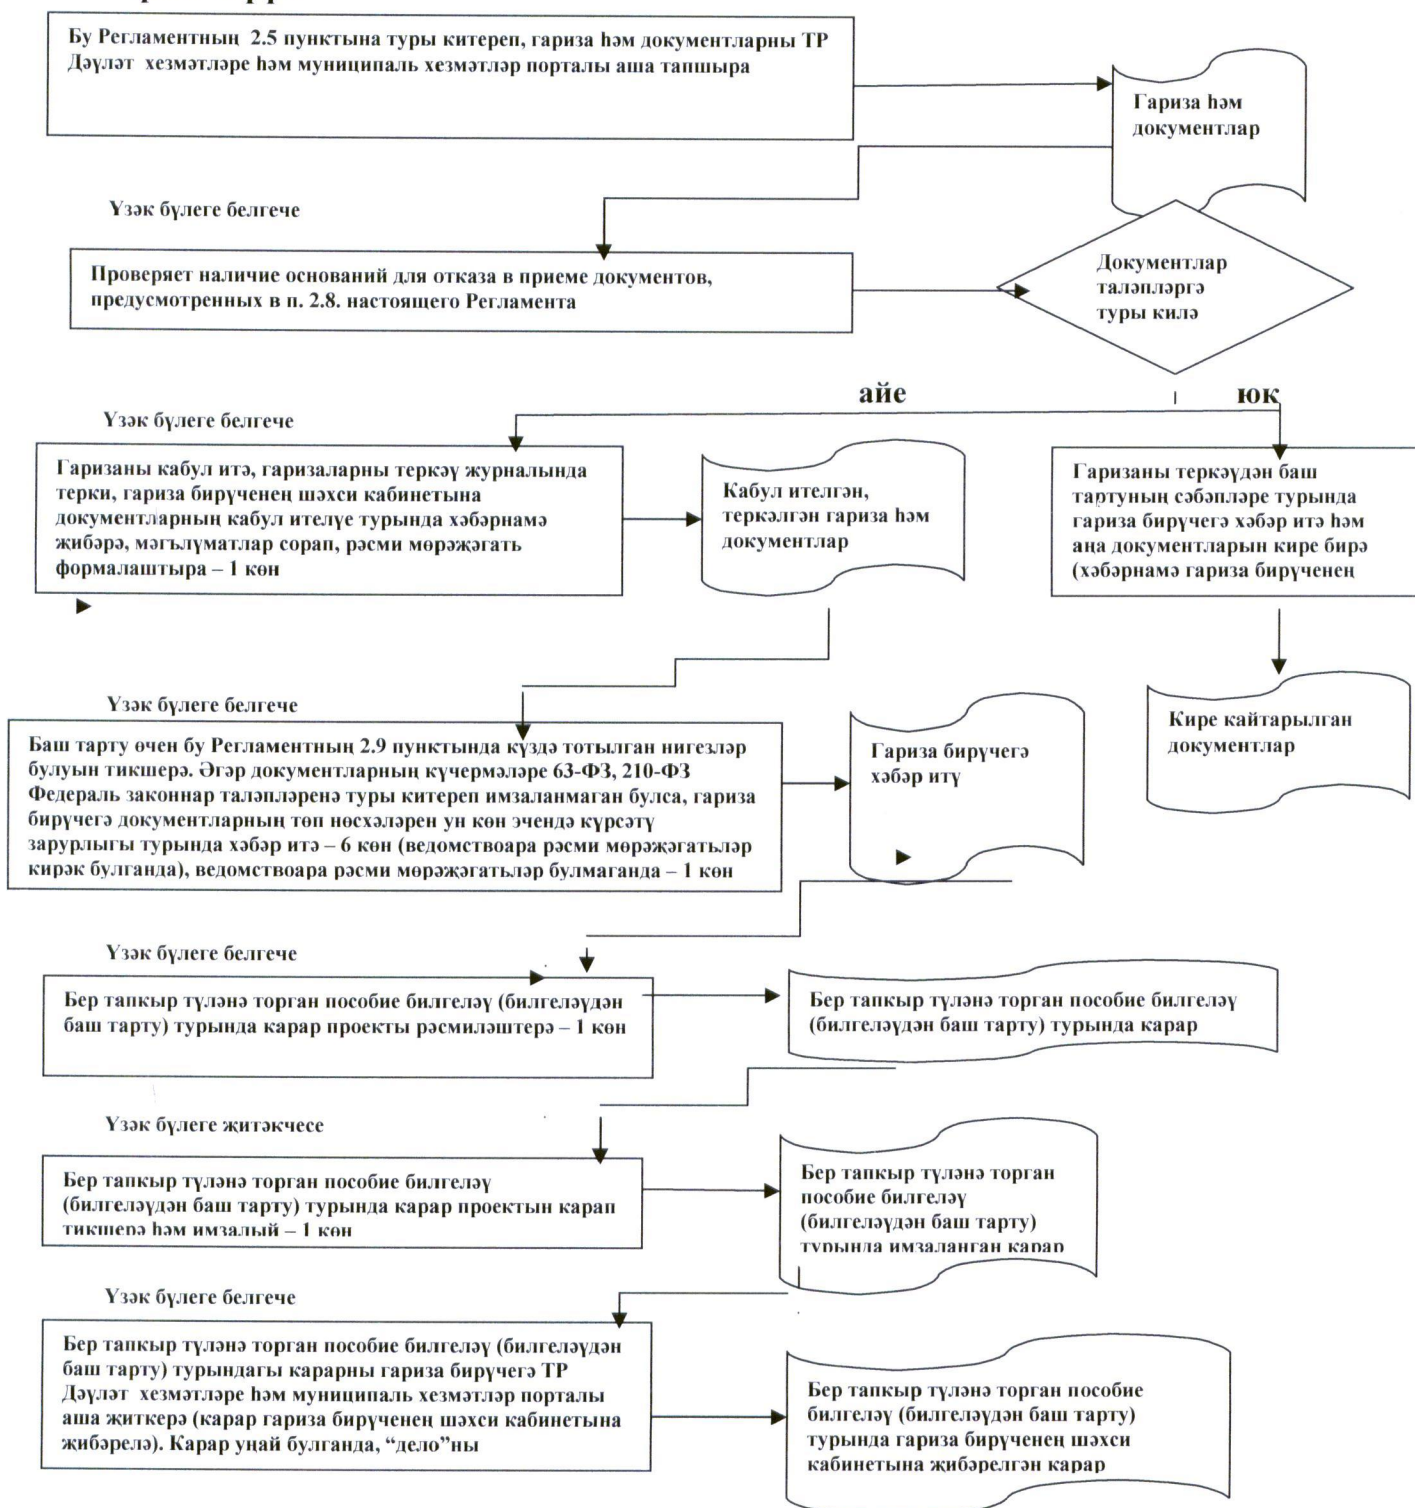 Бу Регламентның 2.5 пунктына туры китереп, гариза һәм документларны ТР
Дәүләт хезмәтләре һәм муниципаль хезмәтләр порталы аша тапшыра
Гариза һәм
документлар
Үзәк бүлеге белгече
Проверяет наличие оснований для отказа в приеме документов,
предусмотренных в п. 2.8. настоящего Регламента
Документлар
таләпләргә
туры килә
айе
юк
Үзәк бүлеге белгече
Гаризаны кабул итә, гаризаларны теркәү журналында
терки, гариза бирүченең шәхси кабинетына
документларның кабул ителүе турында хәбәрнамә
җибәрә, мәгълүматлар сорап, рәсми мөрәҗәгать
формалаштыра – 1 көн
Кабул ителгән,
теркәлгән гариза һәм
документлар
Гаризаны теркәүдән баш
тартуның сәбәпләре турында
гариза бирүчегә хәбәр итә һәм
аңа документларын кире бирә
(хәбәрнамә гариза бирүченең
Үзәк бүлеге белгече
Баш тарту өчен бу Регламентның 2.9 пунктында күздә тотылган нигезләр
булуын тикшерә. Әгәр документларның күчермәләре 63-ФЗ, 210-ФЗ
Федераль законнар таләпләренә туры китереп имзаланмаган булса, гариза
бирүчегә документларның төп нөсхәләрен ун көн эчендә күрсәтү
зарурлыгы турында хәбәр итә – 6 көн (ведомствоара рәсми мөрәҗәгатьләр
кирәк булганда), ведомствоара рәсми мөрәҗәгатьләр булмаганда – 1 көн
Гариза бирүчегә
хәбәр итү
Кире кайтарылган
документлар
Үзәк бүлеге белгече
Бер тапкыр түләнә торган пособие билгеләү (билгеләүдән
баш тарту) турында карар проекты рәсмиләштерә – 1 көн
Бер тапкыр түләнә торган пособие билгеләү
(билгеләүдән баш тарту) турында карар
Үзәк бүлеге җитәкчесе
Бер тапкыр түләнә торган пособие билгеләү
(билгеләүдән баш тарту) турында карар проектын карап
тикшерә һәм имзалый – 1 көн
Бер тапкыр түләнә торган
пособие билгеләү
(билгеләүдән баш тарту)
турында имзаланган карар
Үзәк бүлеге белгече
Бер тапкыр түләнә торган пособие билгеләү (билгеләүдән
баш тарту) турындагы карарны гариза бирүчегә ТР
Дәүләт хезмәтләре һәм муниципаль хезмәтләр порталы
аша җиткерә (карар гариза бирүченең шәхси кабинетына
җибәрелә). Карар уңай булганда, “дело”ны
Бер тапкыр түләнә торган пособие
билгеләү (билгеләүдән баш тарту)
турында гариза бирүченең шәхси
кабинетына җибәрелгән карар